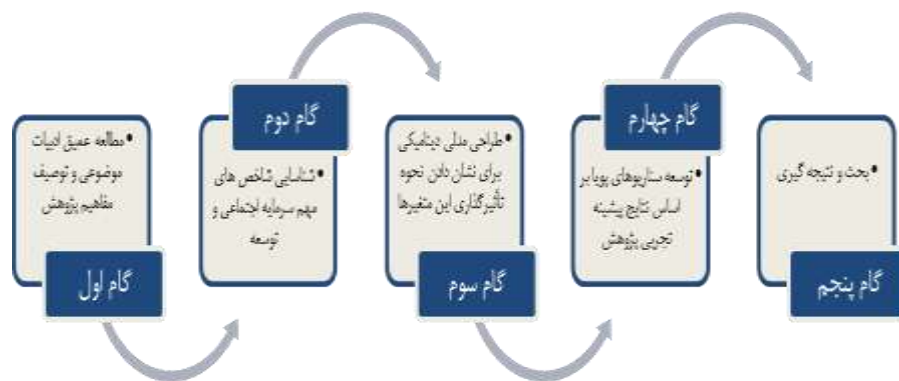 •مطالعه عمیق ادبیات
موضوعی و توصیف
مفاهیم پژوهش
گام اول
گام دوم
•شناسایی شاخص های
مهم سرمایه اجتماعی و
توسعه
•طراحی مدلی دینامیکی
برای نشان دادن نحوه
تأثیرگذاری این متغیرها
گام سوم
گام چهارم
•توسعه سناریوهای پویا بر
اساس نتایج پیشینه
تجربی پژوهش
•بحث و نتیجه گیری
گام پنجم